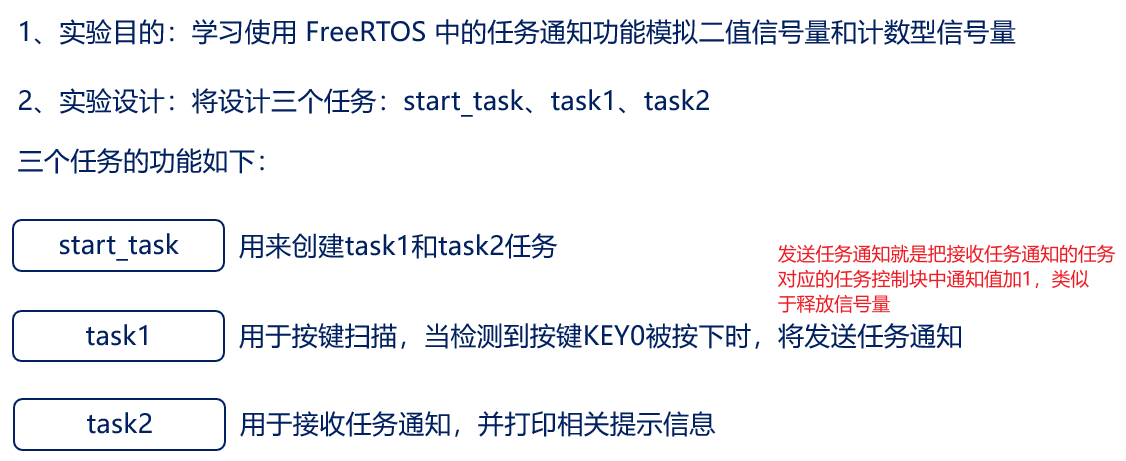 1、实验目的：学习使用 FreeRTOS 中的任务通知功能模拟二值信号量和计数型信号量
2、实验设计：将设计三个任务：start_task、task1、task2
三个任务的功能如下：
start_task
用来创建task1和task2任务
发送任务通知就是把接收任务通知的任务
对应的任务控制块中通知值加1，类似
于释放信号量
task1
用于按键扫描，当检测到按键KEY0被按下时，将发送任务通知
task2
用于接收任务通知，并打印相关提示信息